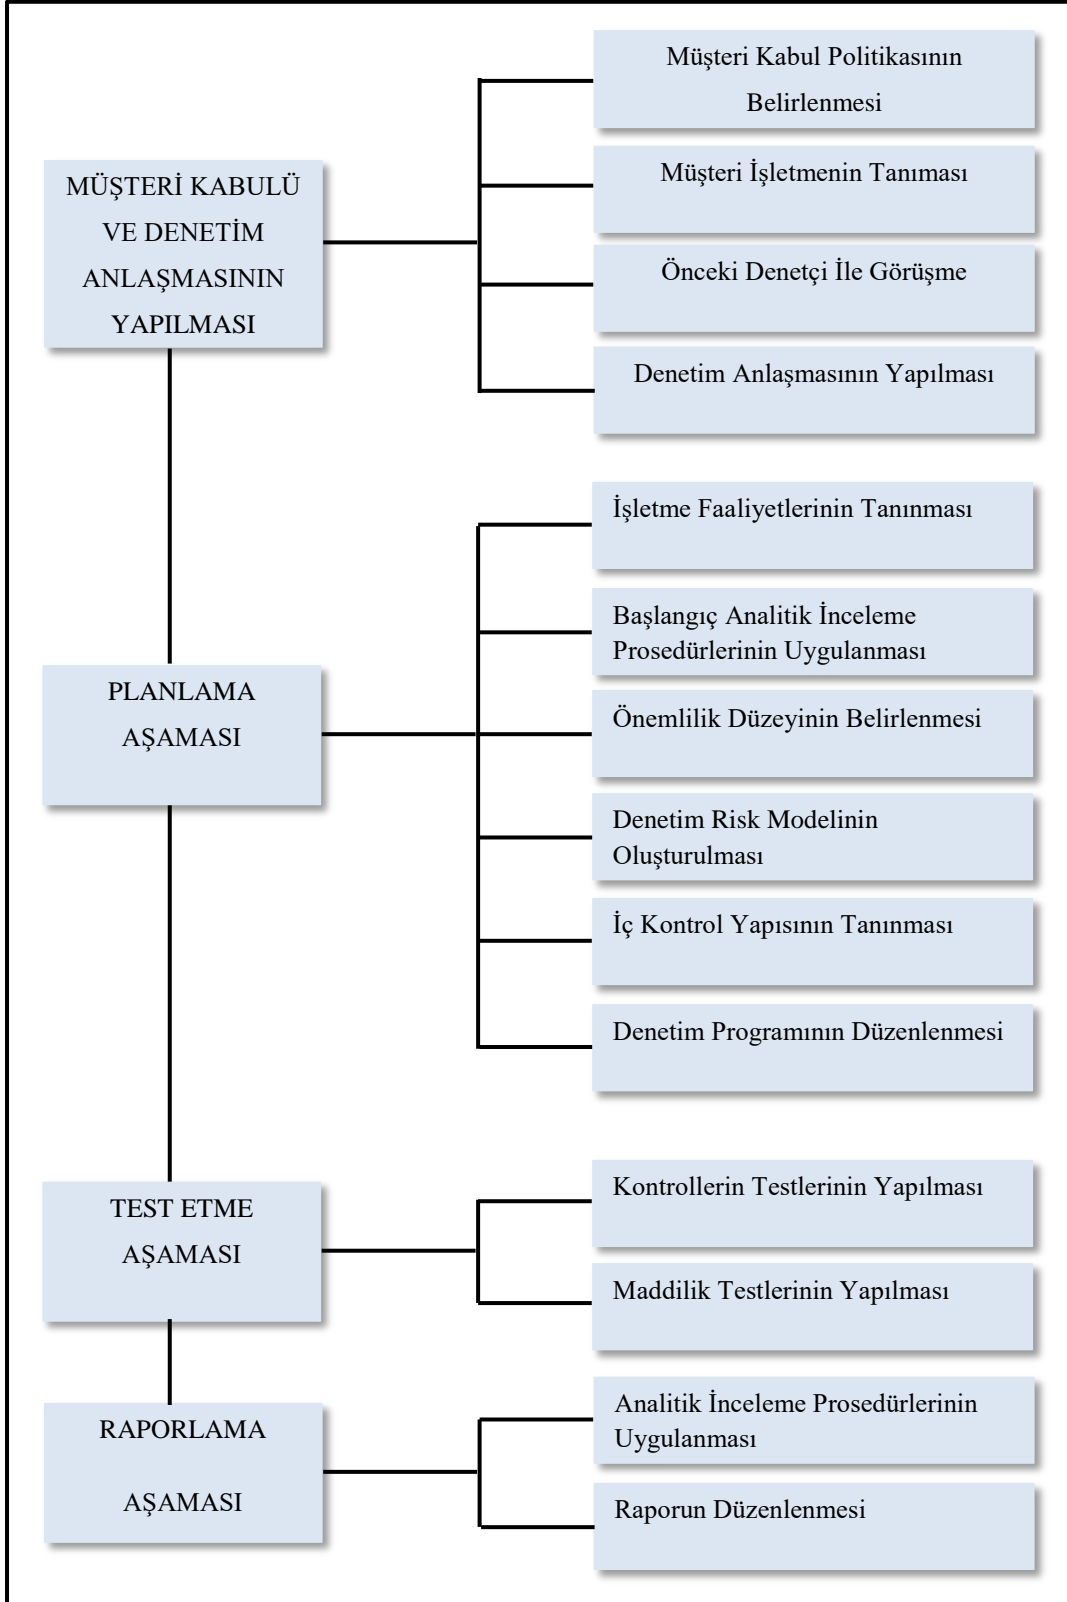 MÜŞTERİ KABULÜ
VE DENETİM
ANLAŞMASININ
YAPILMASI
Müşteri Kabul Politikasının
Belirlenmesi
Müşteri İşletmenin Tanıması
Önceki Denetçi İle Görüşme
Denetim Anlaşmasının Yapılması
PLANLAMA
AŞAMASI
İşletme Faaliyetlerinin Tanınması
Başlangıç Analitik İnceleme
Prosedürlerinin Uygulanması
Önemlilik Düzeyinin Belirlenmesi
Denetim Risk Modelinin
Oluşturulması
İç Kontrol Yapısının Tanınması
Denetim Programının Düzenlenmesi
TEST ETME
AŞAMASI
Kontrollerin Testlerinin Yapılması
Maddilik Testlerinin Yapılması
RAPORLAMA
AŞAMASI
Analitik İnceleme Prosedürlerinin
Uygulanması
Raporun Düzenlenmesi